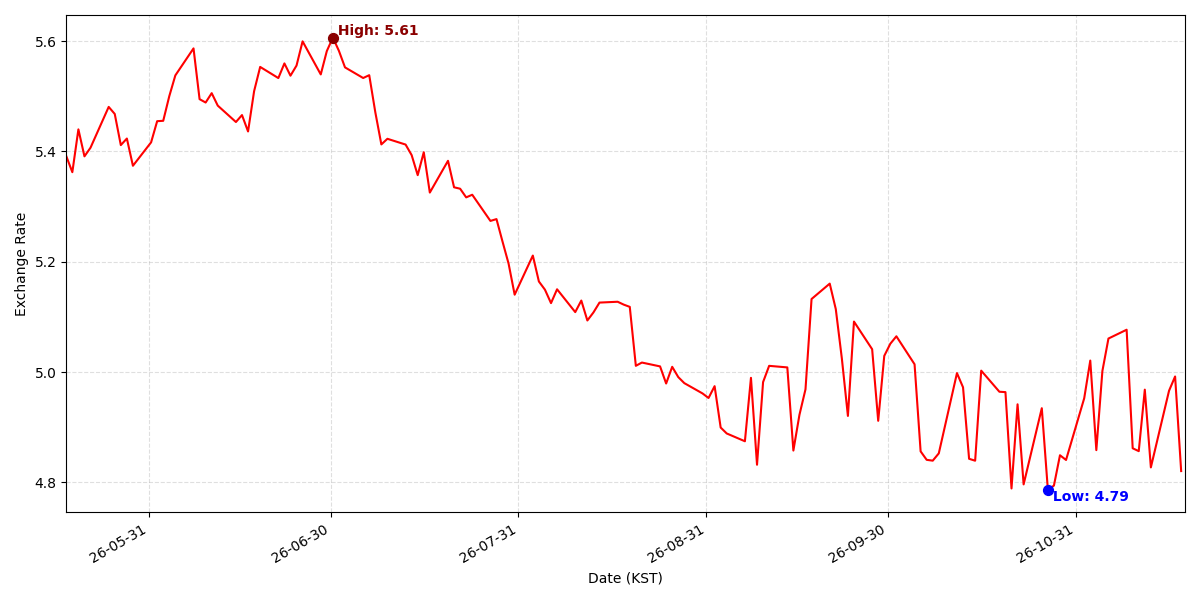 High: 5.61
5.6
5.4
5.2
5.0
4.8
Exchange Rate
Low: 4.79
26-05-31
26-06-30
26-07-31
26-08-31
26-09-30
26-10-31
Date (KST)